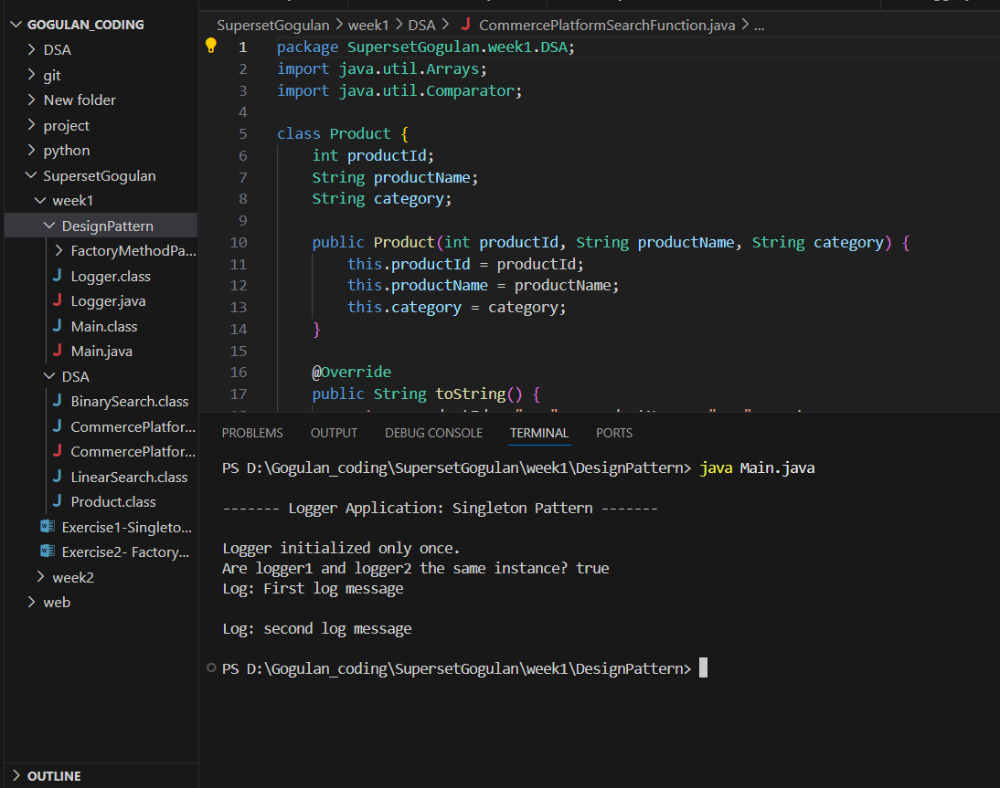 GOGULAN_CODING
DSA
git
New folder
project
python
SupersetGogulan
week1
DesignPattern
FactoryMethodPa...
Logger.class
Logger.java
Main.class
Main.java
DSA
BinarySearch.class
CommercePlatfor...
CommercePlatfor...
LinearSearch.class
Product.class
Exercise1-Singleto...
Exercise2- Factory...
week2
web
OUTLINE
SupersetGogulan > week1 > DSA > CommercePlatformSearchFunction.java > ...
1 package SupersetGogulan.week1.DSA;
2 import java.util.Arrays;
3 import java.util.Comparator;
4
5 class Product {
6 int productId;
7 String productName;
8 String category;
9
10 public Product(int productId, String productName, String category) {
11 this.productId = productId;
12 this.productName = productName;
13 this.category = category;
14 }
15
16 @Override
17 public String toString() {
PROBLEMS OUTPUT DEBUG CONSOLE TERMINAL PORTS
PS D:\Gogulan_coding\SupersetGogulan\week1\DesignPattern> java Main.java
------- Logger Application: Singleton Pattern -------
Logger initialized only once.
Are logger1 and logger2 the same instance? true
Log: First log message
Log: second log message
PS D:\Gogulan_coding\SupersetGogulan\week1\DesignPattern>